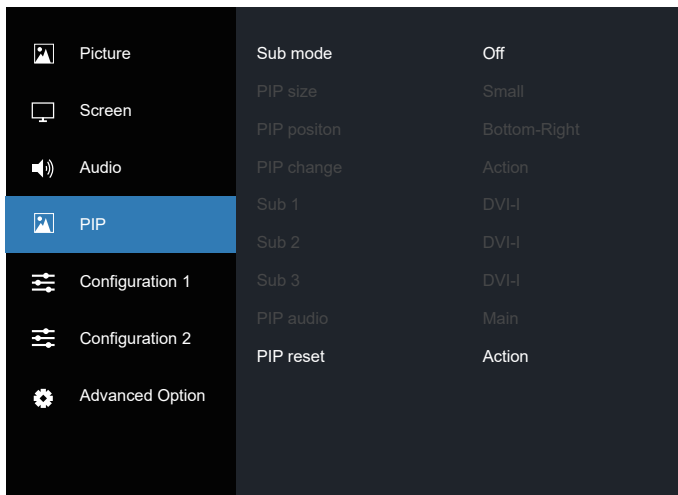 Picture
Screen
Audio
PIP
Configuration 1
Configuration 2
Advanced Option
Sub mode Off
PIP size Small
PIP positon Bottom-Right
PIP change Action
Sub 1 DVI-I
Sub 2 DVI-I
Sub 3 DVI-I
PIP audio Main
PIP reset Action